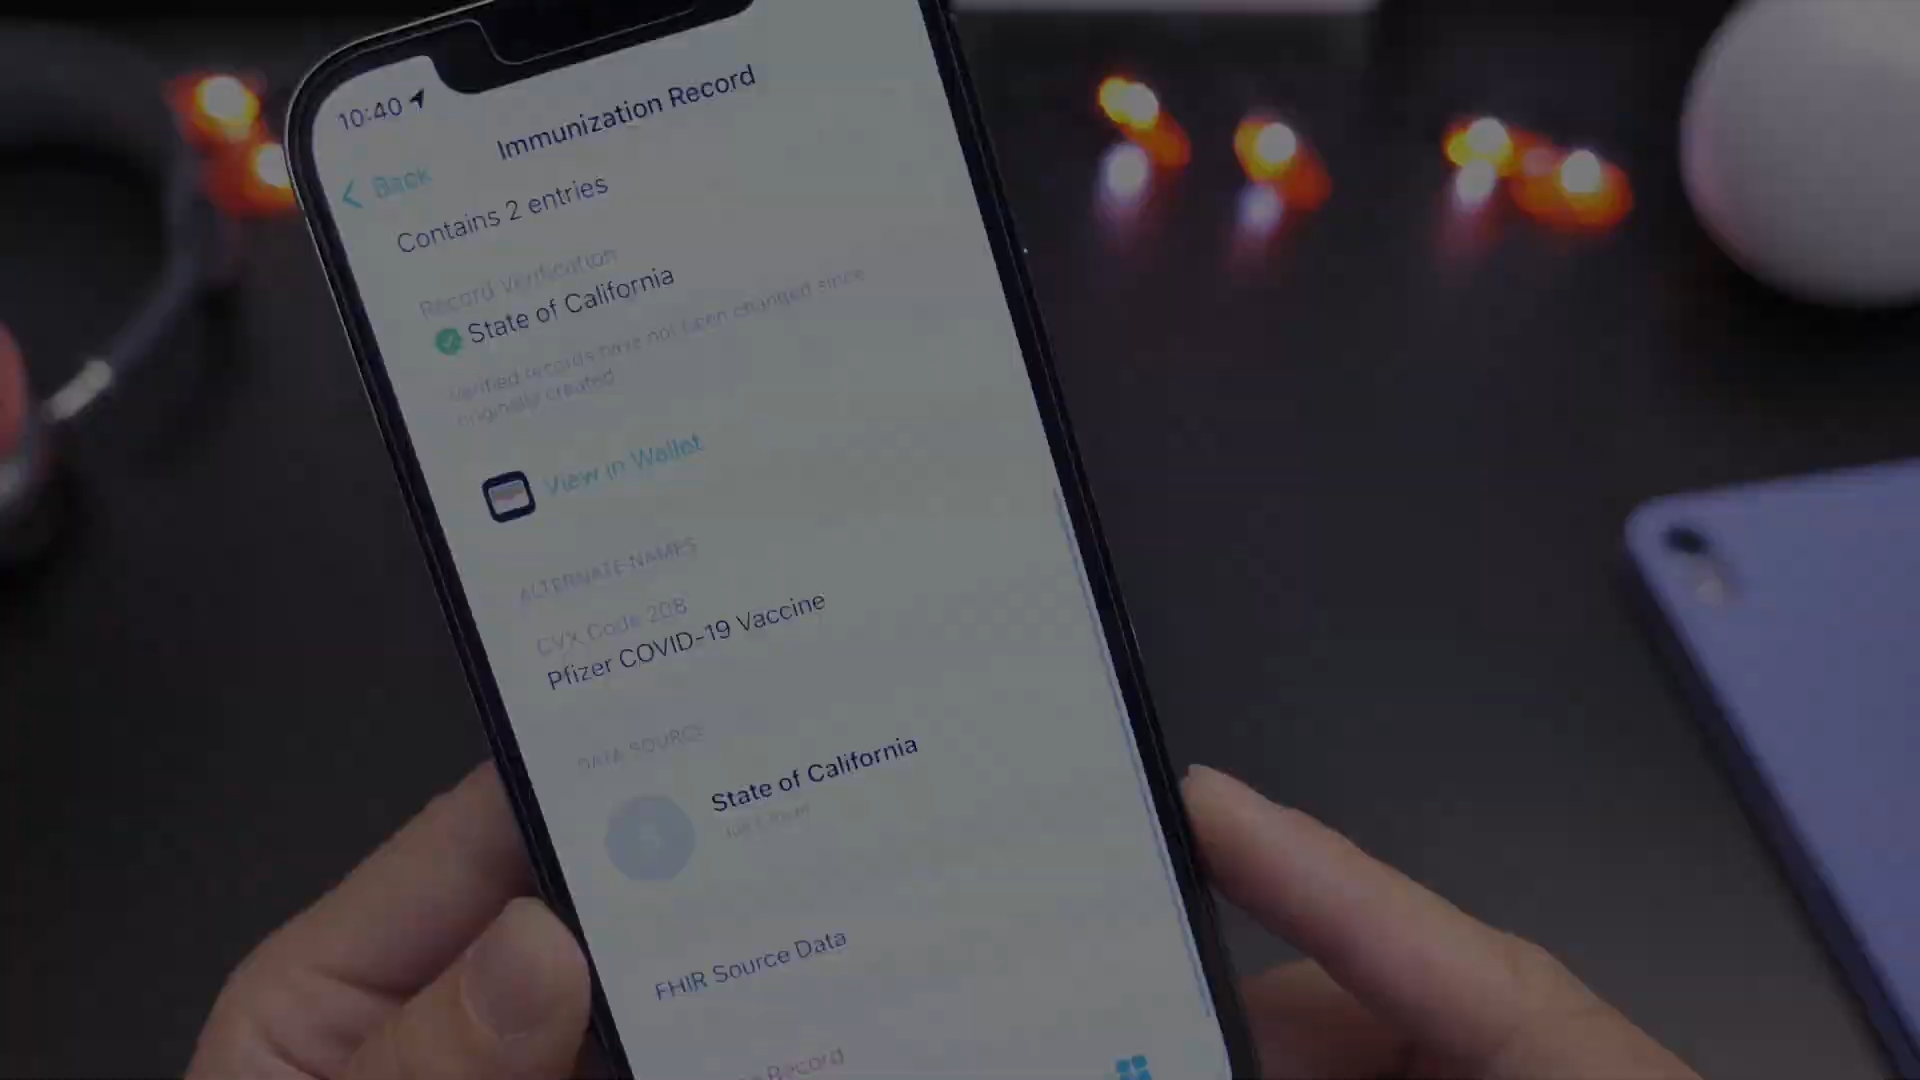 10:40
Immunization Record
Back
Contains 2 entries
Record Verification
State of California
Verified records have not been changed since
originally created
View in Wallet
ALTERNATE NAMES
CVX Code 208
Pfizer COVID-19 Vaccine
DATA SOURCE
State of California
FHIR Source Data
Record